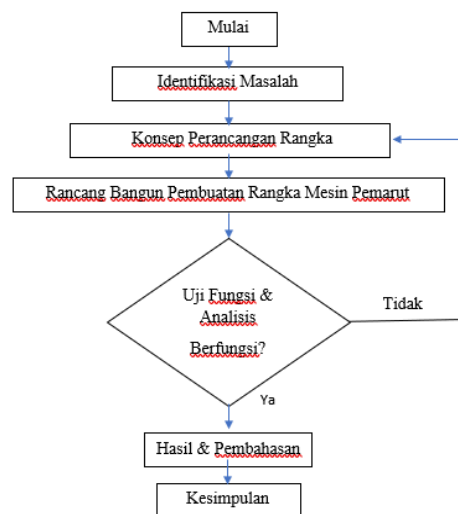 Mulai
Identifikasi Masalah
Konsep Perancangan Rangka
Rancang Bangun Pembuatan Rangka Mesin Pemarut
Uji Fungsi &
Analisis
Berfungsi?
Tidak
Ya
Hasil & Pembahasan
Kesimpulan